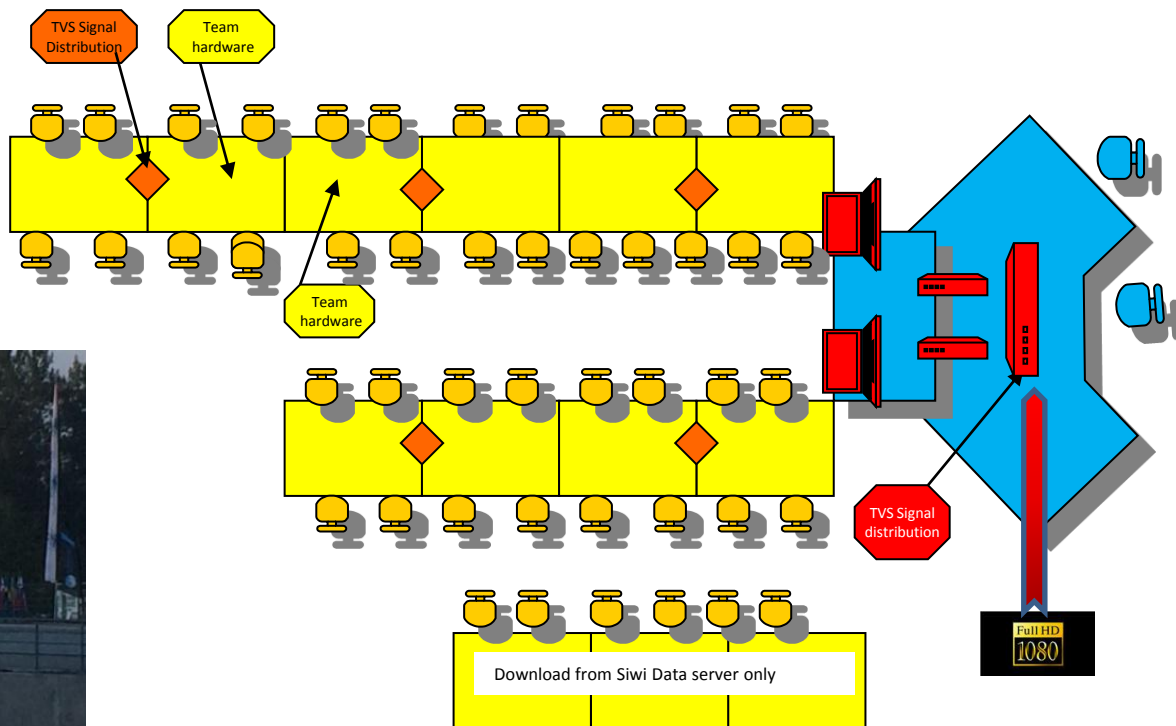 TVS Signal
Distribution
Team
hardware
Team
hardware
TVS Signal
distribution
Full HD
1080
Download from Siwi Data server only